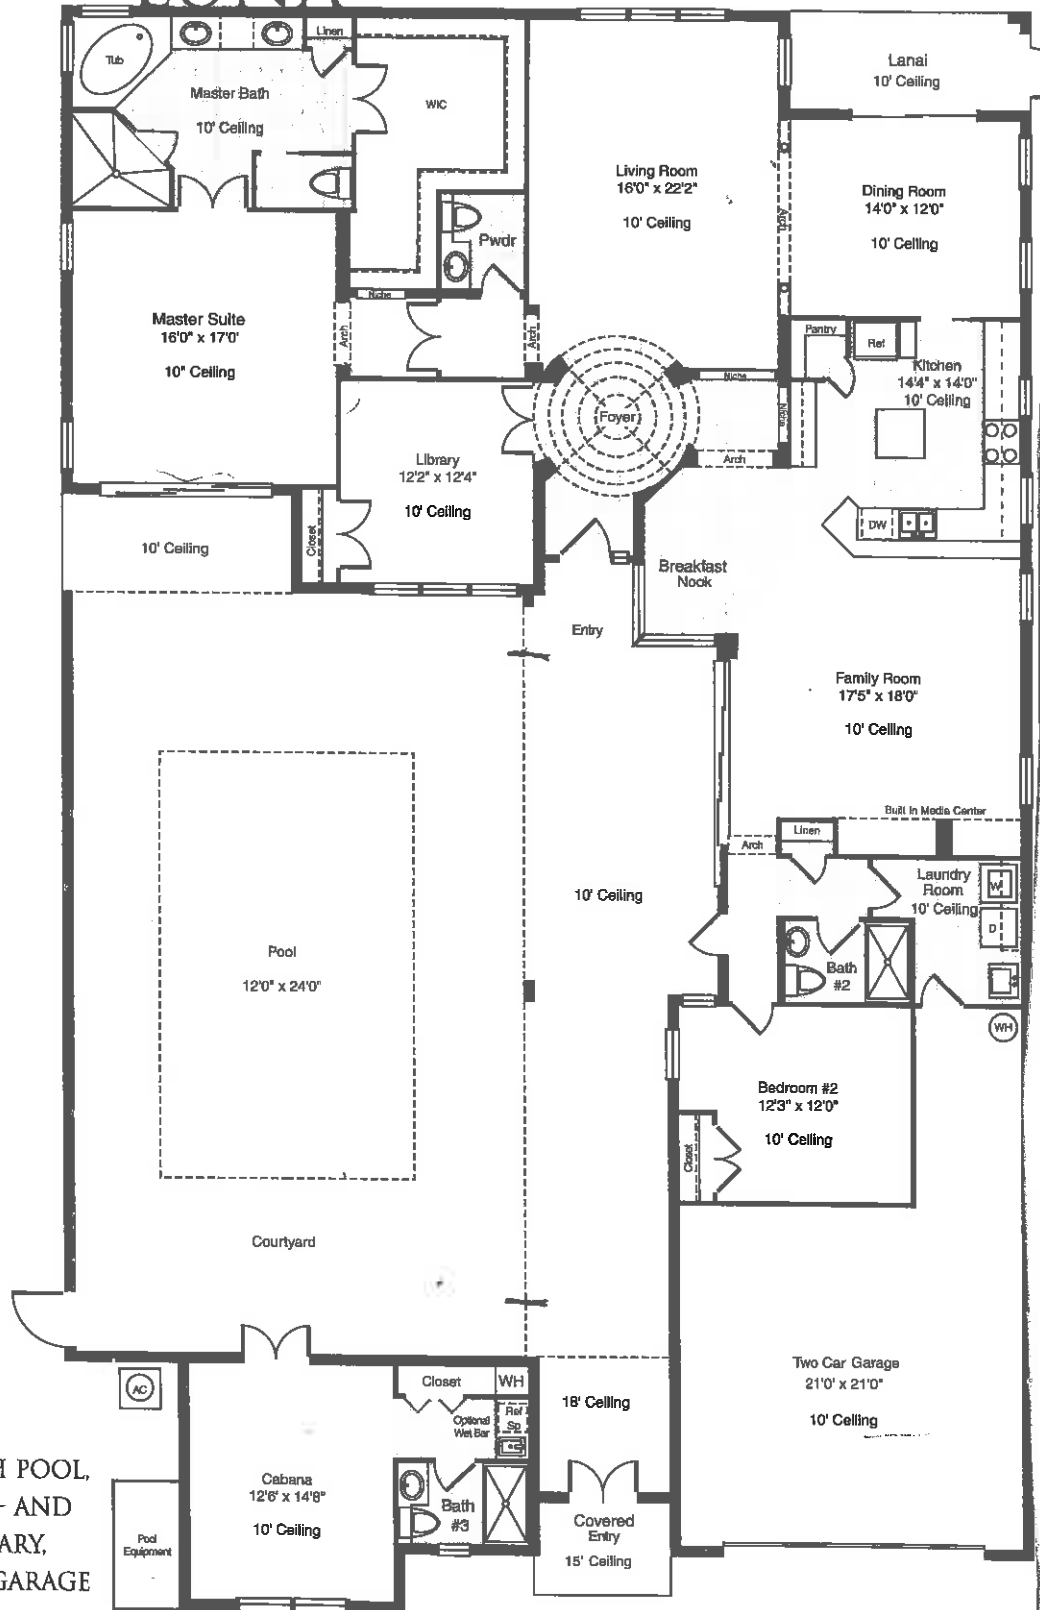 Linen
Tub
Master Bath
10' Ceiling
WIC
Lanai
10' Ceiling
Living Room
16'0" x 22'2"
10' Ceiling
Arch
Dining Room
14'0" x 12'0"
10' Ceiling
Pwdr
Niche
Master Suite
16'0" x 17'0'
10" Ceiling
Arch
Arch
Pantry
Ref
Kitchen
14'4" x 14'0"
10' Ceiling
Niche
Niche
Foyer
Arch
Library
12'2" x 12'4"
10' Ceiling
Closet
DW
10' Ceiling
Breakfast
Nook
Entry
Family Room
17'5" x 18'0"
10' Ceiling
Built In Media Center
Linen
Arch
Laundry
Room
10' Ceiling
W
D
10' Ceiling
Pool
12'0" x 24'0"
Bath
#2
WH
Bedroom #2
12'3" x 12'0"
10' Ceiling
Closet
Courtyard
Two Car Garage
21'0" x 21'0"
10' Ceiling
AC
Closet
WH
Optional
Wet Bar
Ref
Sp
18' Ceiling
Cabana
12'6" x 14'8"
10' Ceiling
Bath
#3
Covered
Entry
15' Ceiling
Pool
Equipment
H POOL,
AND
ARY,
GARAGE